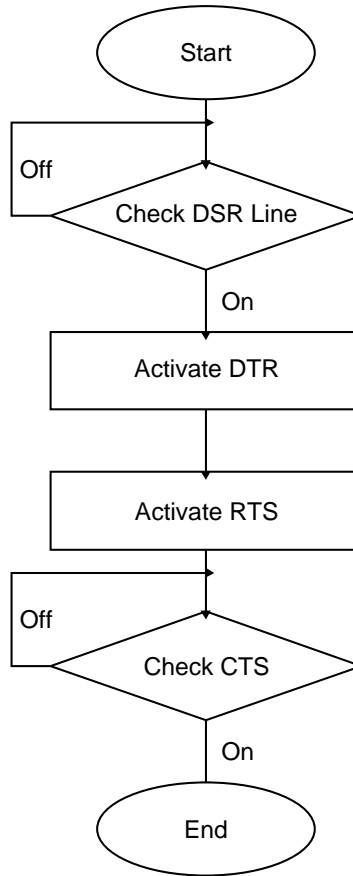 Start
Off
Check DSR Line
On
Activate DTR
Activate RTS
Off
Check CTS
On
End